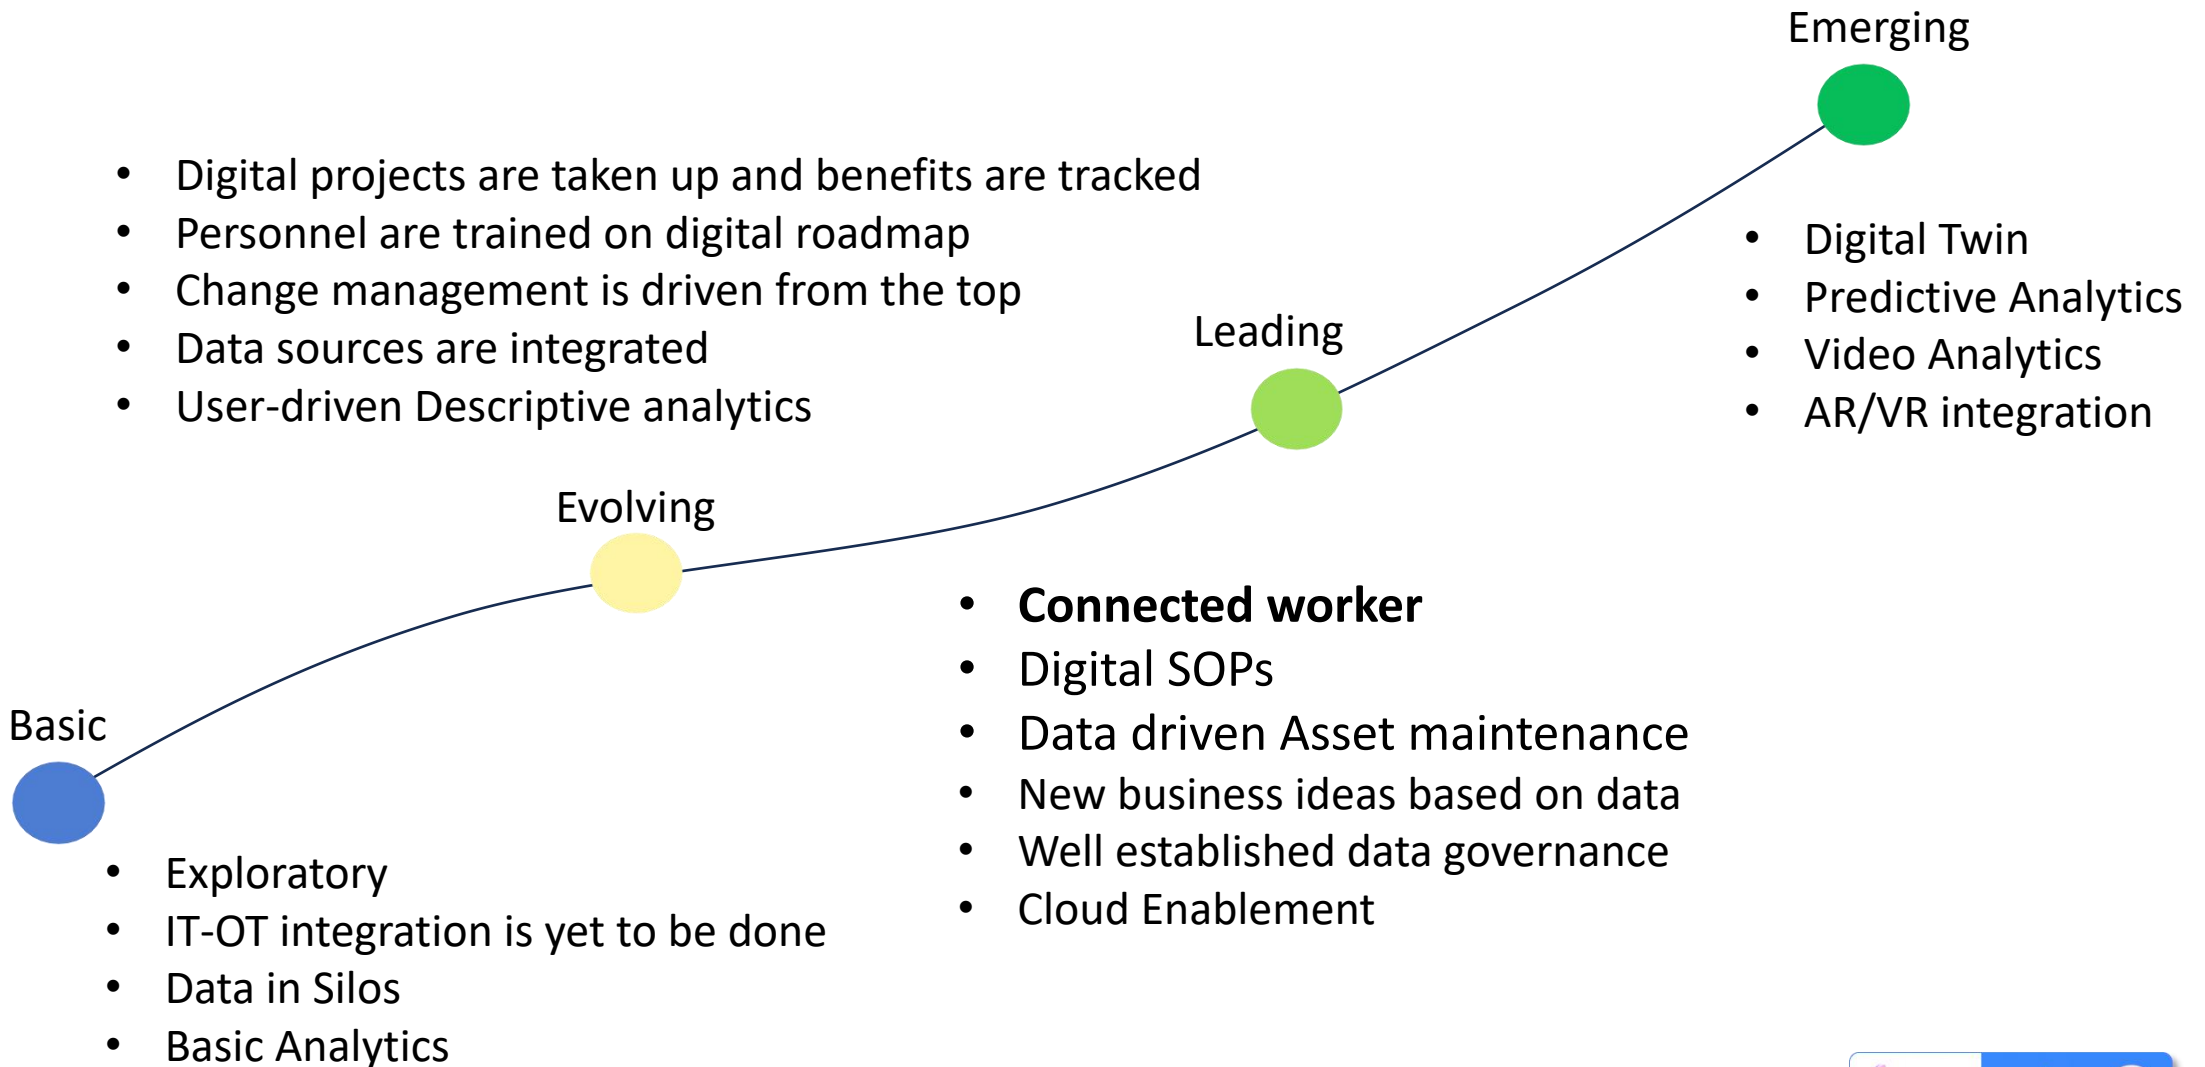 Emerging
• Digital projects are taken up and benefits are tracked
• Personnel are trained on digital roadmap
• Change management is driven from the top
• Data sources are integrated
• User-driven Descriptive analytics
• Digital Twin
• Predictive Analytics
• Video Analytics
• AR/VR integration
Leading
Evolving
• Connected worker
• Digital SOPs
• Data driven Asset maintenance
• New business ideas based on data
• Well established data governance
• Cloud Enablement
Basic
• Exploratory
• IT-OT integration is yet to be done
• Data in Silos
• Basic Analytics